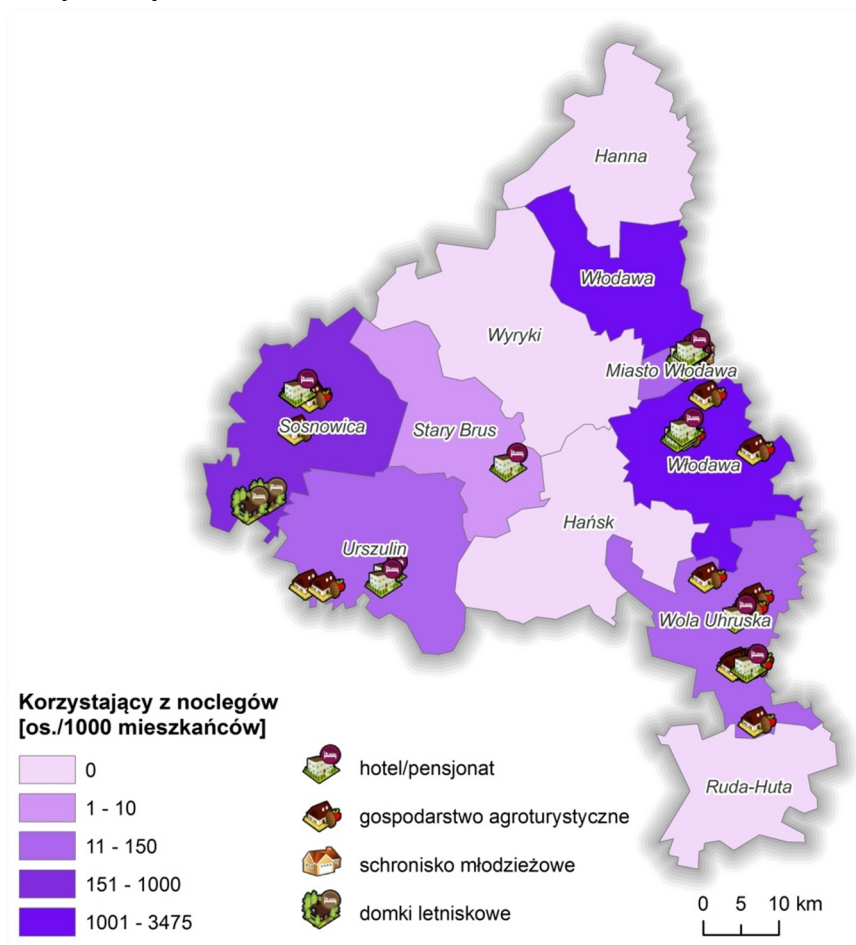 Hanna
Włodawa
Wyryki
Miasto Włodawa
Sosnowica
Stary Brus
Włodawa
Hańsk
Urszulin
Wola Uhruska
Ruda-Huta
Korzystający z noclegów
[os./1000 mieszkańców]
0
1 - 10
11 - 150
151 - 1000
1001 - 3475
hotel/pensjonat
gospodarstwo agroturystyczne
schronisko młodzieżowe
domki letniskowe
0 5 10 km